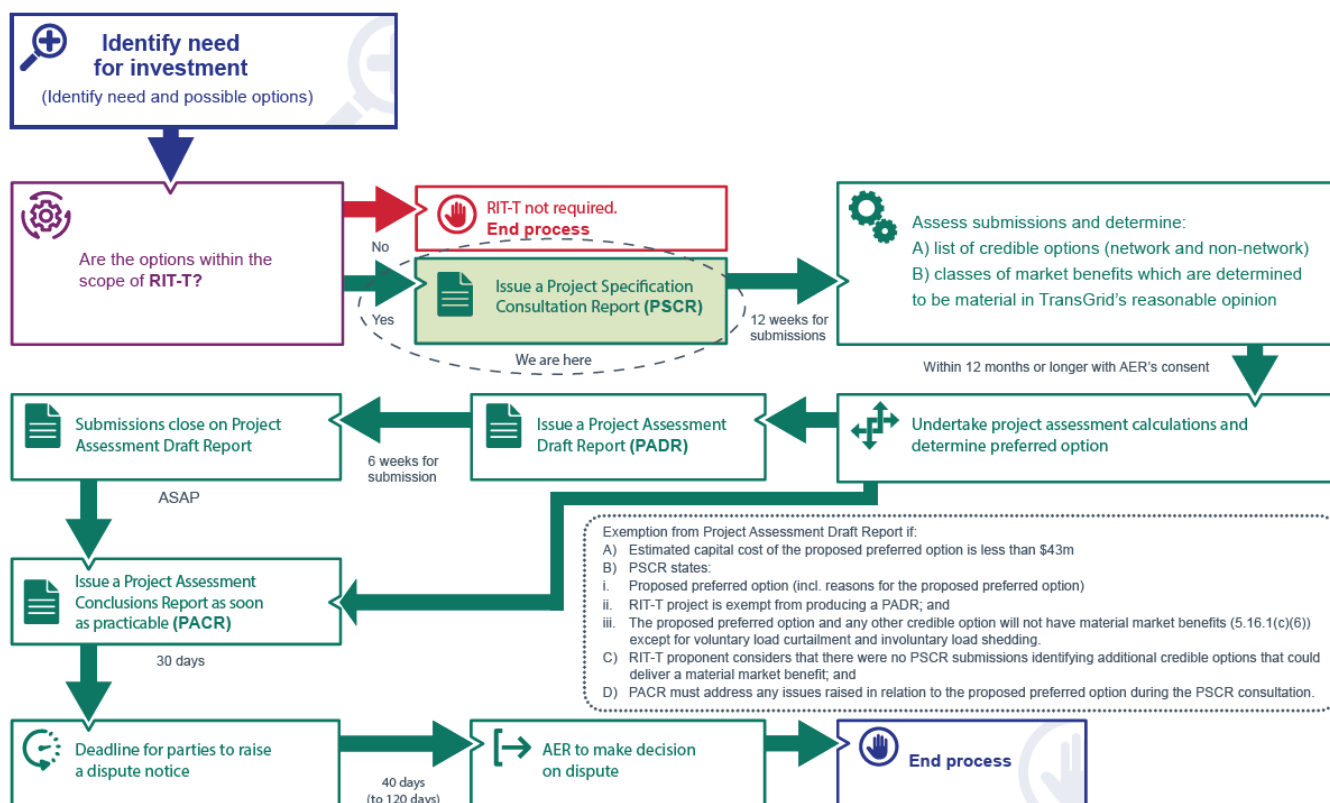 Identify need
for investment
(Identify need and possible options)
Are the options within the
scope of RIT-T?
No
Yes
RIT-T not required.
End process
Issue a Project Specification
Consultation Report (PSCR)
We are here
12 weeks for
submissions
Assess submissions and determine:
A) list of credible options (network and non-network)
B) classes of market benefits which are determined
to be material in TransGrid's reasonable opinion
Within 12 months or longer with AER's consent
Undertake project assessment calculations and
determine preferred option
Issue a Project Assessment
Draft Report (PADR)
6 weeks for
submission
Submissions close on Project
Assessment Draft Report
ASAP
Exemption from Project Assessment Draft Report if:
A) Estimated capital cost of the proposed preferred option is less than $43m
B) PSCR states:
i. Proposed preferred option (incl. reasons for the proposed preferred option)
ii. RIT-T project is exempt from producing a PADR; and
iii. The proposed preferred option and any other credible option will not have material market benefits (5.16.1(c)(6))
except for voluntary load curtailment and involuntary load shedding.
C) RIT-T proponent considers that there were no PSCR submissions identifying additional credible options that could
deliver a material market benefit; and
D) PACR must address any issues raised in relation to the proposed preferred option during the PSCR consultation.
Issue a Project Assessment
Conclusions Report as soon
as practicable (PACR)
30 days
Deadline for parties to raise
a dispute notice
40 days
(to 120 days)
AER to make decision
on dispute
End process